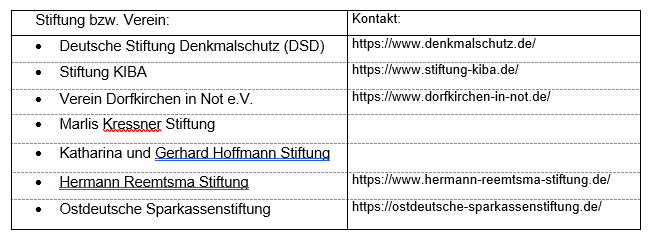 Stiftung bzw. Verein: Kontakt:
• Deutsche Stiftung Denkmalschutz (DSD) https://www.denkmalschutz.de/
• Stiftung KIBA https://www.stiftung-kiba.de/
• Verein Dorfkirchen in Not e.V. https://www.dorfkirchen-in-not.de/
• Marlis Kressner Stiftung
• Katharina und Gerhard Hoffmann Stiftung
• Hermann Reemtsma Stiftung https://www.hermann-reemtsma-stiftung.de/
• Ostdeutsche Sparkassenstiftung https://ostdeutsche-sparkassenstiftung.de/